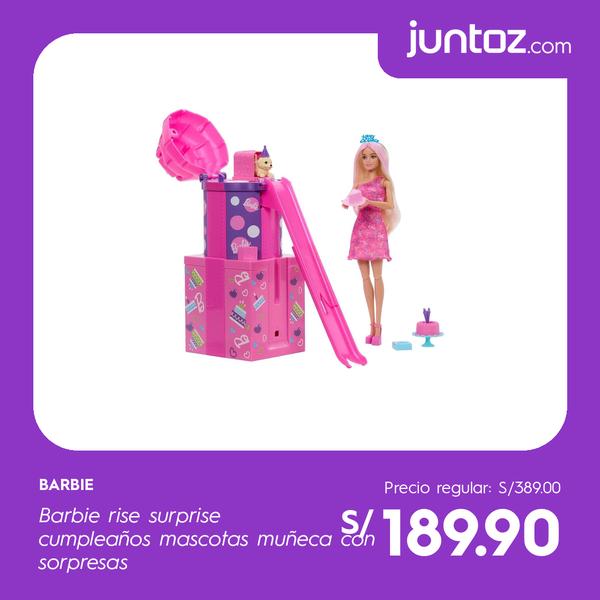 juntoz.com
BARBIE
Precio regular: S/389.00
Barbie rise surprise
cumpleaños mascotas muñeca con
sorpresas
S/189.90